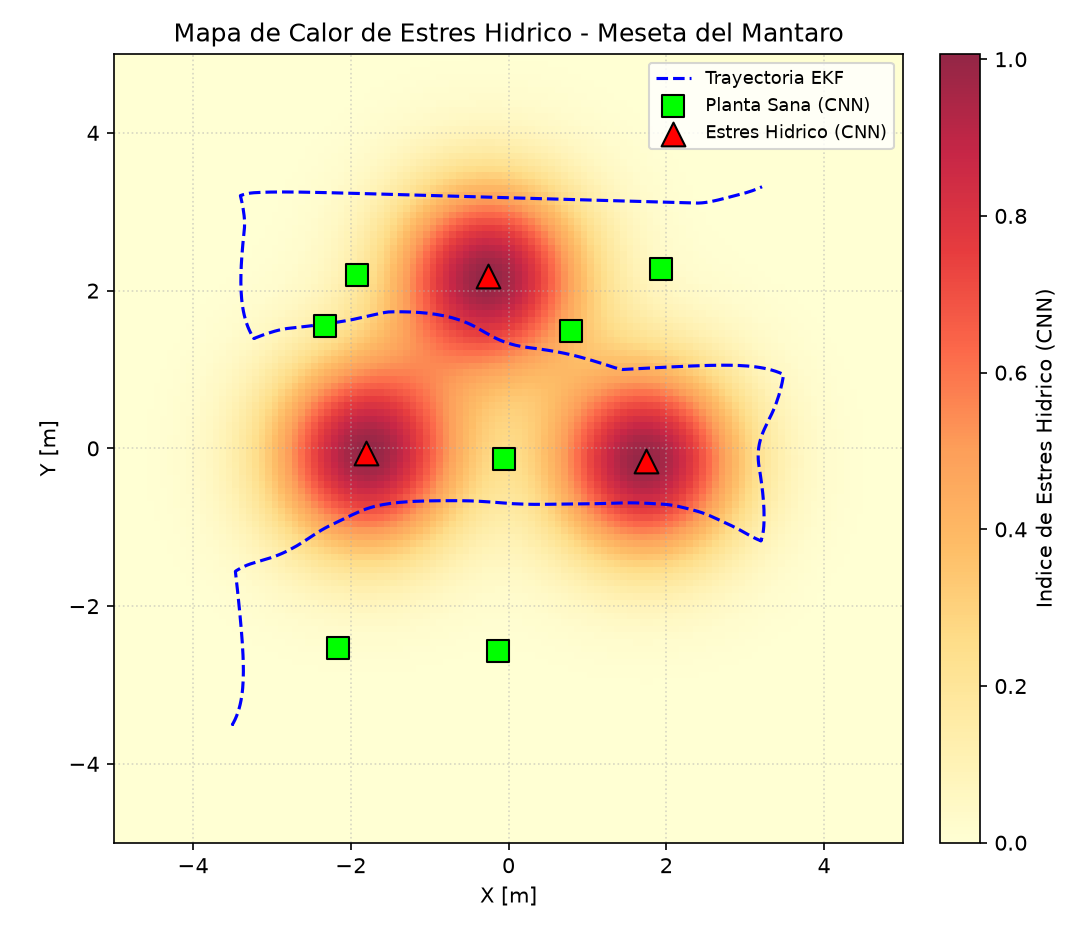 Mapa de Calor de Estres Hidrico - Meseta del Mantaro
Trayectoria EKF
Planta Sana (CNN)
Estres Hidrico (CNN)
4
2
0
−2
−4
Y [m]
−4
−2
0
2
4
X [m]
1.0
0.8
0.6
0.4
0.2
0.0
Indice de Estres Hidrico (CNN)